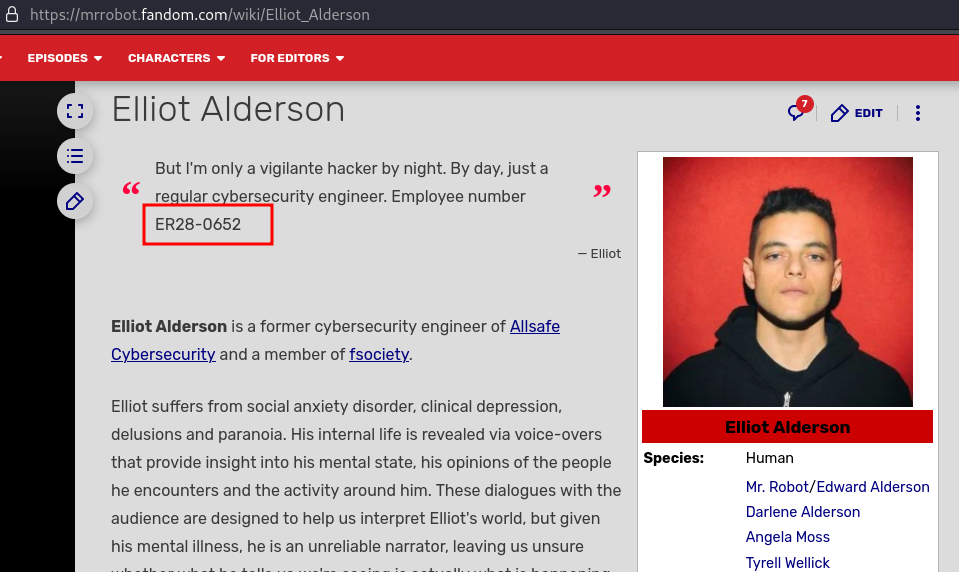 https://mrrobot.fandom.com/wiki/Elliot_Alderson
EPISODES CHARACTERS FOR EDITORS
Elliot Alderson
7
EDIT
“ But I'm only a vigilante hacker by night. By day, just a
regular cybersecurity engineer. Employee number
ER28-0652 ”
— Elliot
Elliot Alderson is a former cybersecurity engineer of Allsafe
Cybersecurity and a member of fsociety.
Elliot suffers from social anxiety disorder, clinical depression,
delusions and paranoia. His internal life is revealed via voice-overs
that provide insight into his mental state, his opinions of the people
he encounters and the activity around him. These dialogues with the
audience are designed to help us interpret Elliot's world, but given
his mental illness, he is an unreliable narrator, leaving us unsure
Elliot Alderson
Species: Human
Mr. Robot/Edward Alderson
Darlene Alderson
Angela Moss
Tyrell Wellick